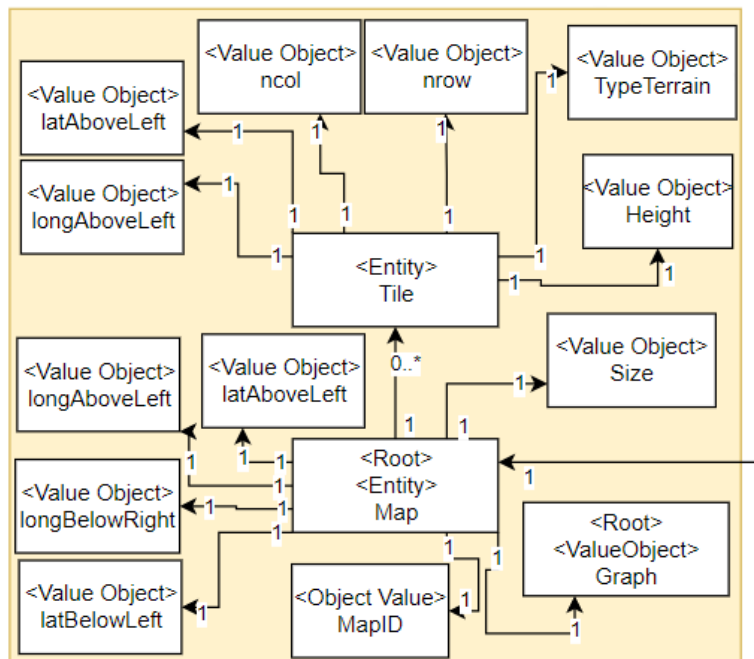 <Value Object>
ncol
<Value Object>
nrow
<Value Object>
TypeTerrain
<Value Object>
latAboveLeft
1
1
1
1
<Value Object>
longAboveLeft
1
<Value Object>
Height
1
1
1
1
1
1
1
<Entity>
Tile
1
0..*
<Value Object>
longAboveLeft
<Value Object>
latAboveLeft
<Value Object>
Size
1
1
1
<Root>
<Entity>
Map
1
1
1
1
1
<Value Object>
longBelowRight
1
1
1
1
1
<Root>
<ValueObject>
Graph
<Value Object>
latBelowLeft
1
<Object Value>
MapID
1
1